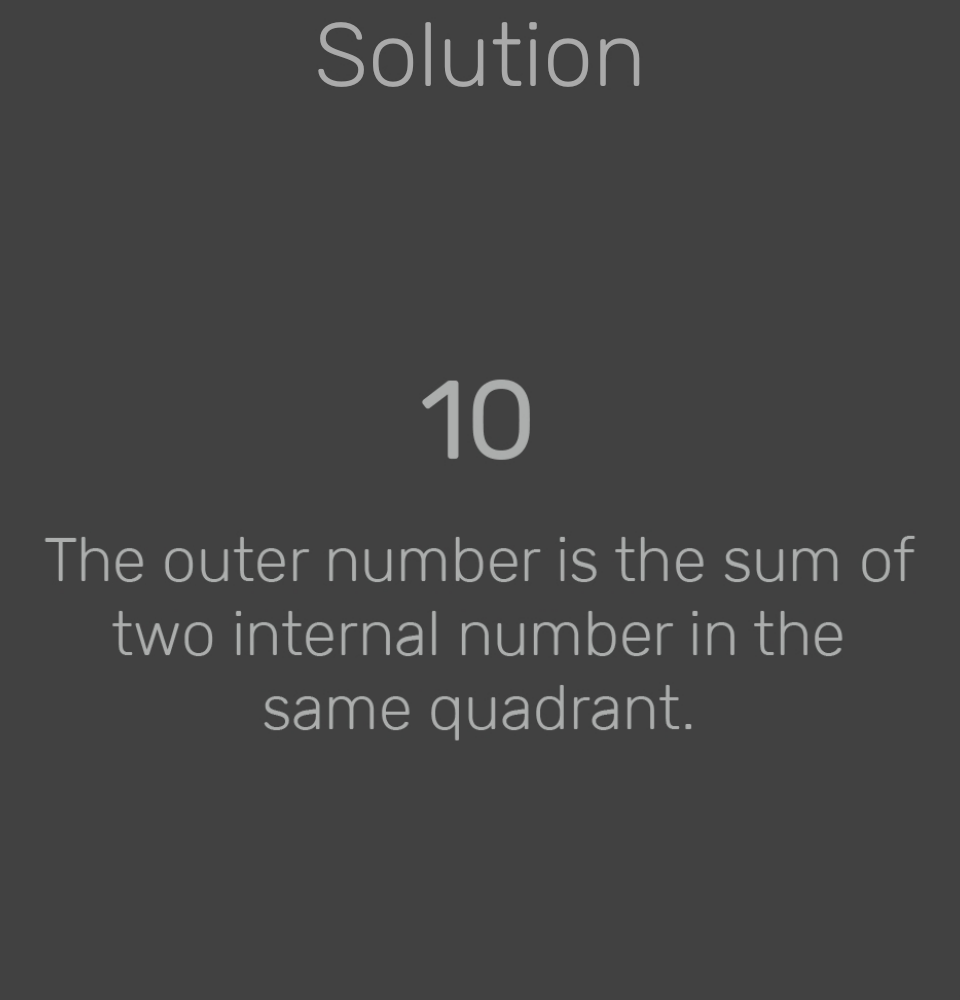 Solution
10
The outer number is the sum of
two internal number in the
same quadrant.